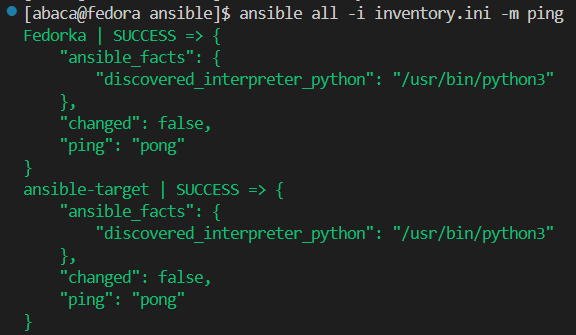 [abaca@fedora ansible]$ ansible all -i inventory.ini -m ping
Fedorka | SUCCESS => {
    "ansible_facts": {
        "discovered_interpreter_python": "/usr/bin/python3"
    },
    "changed": false,
    "ping": "pong"
}
ansible-target | SUCCESS => {
    "ansible_facts": {
        "discovered_interpreter_python": "/usr/bin/python3"
    },
    "changed": false,
    "ping": "pong"
}